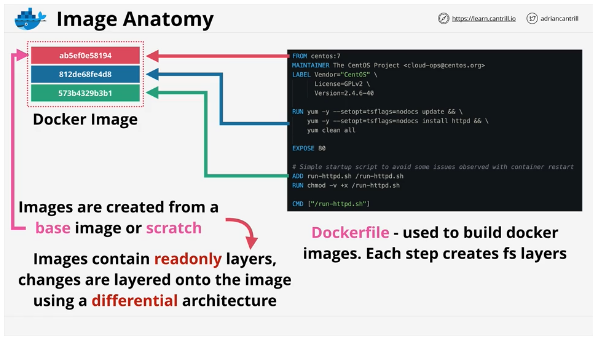 Image Anatomy
https://learn.cantrill.io
adriancantrill
ab5ef0e58194
812de68fe4d8
573b4329b3b1
Docker Image
FROM centos:7
MAINTAINER The CentOS Project <cloud-ops@centos.org>
LABEL Vendor="CentOS" \
License=GPLv2 \
Version=2.4.6-40
RUN yum -y --setopt=tsflags=nodocs update && \
yum -y --setopt=tsflags=nodocs install httpd && \
yum clean all
EXPOSE 80
# Simple startup script to avoid some issues observed with container restart
ADD run-httpd.sh /run-httpd.sh
RUN chmod -v +x /run-httpd.sh
CMD ["/run-httpd.sh"]
Images are created from a
base image or scratch
Images contain readonly layers,
changes are layered onto the image
using a differential architecture
Dockerfile - used to build docker
images. Each step creates fs layers